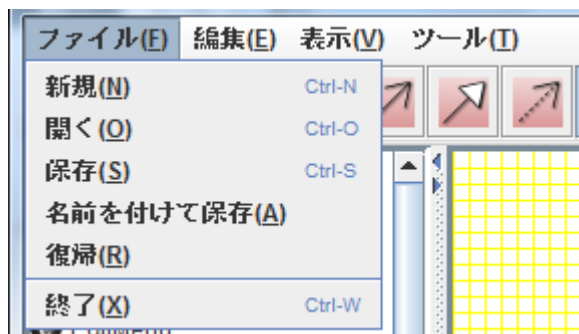 ファイル(F) 編集(E) 表示(V) ツール(T)
新規(N) Ctrl-N
開く(O) Ctrl-O
保存(S) Ctrl-S
名前を付けて保存(A)
復帰(R)
終了(X) Ctrl-W